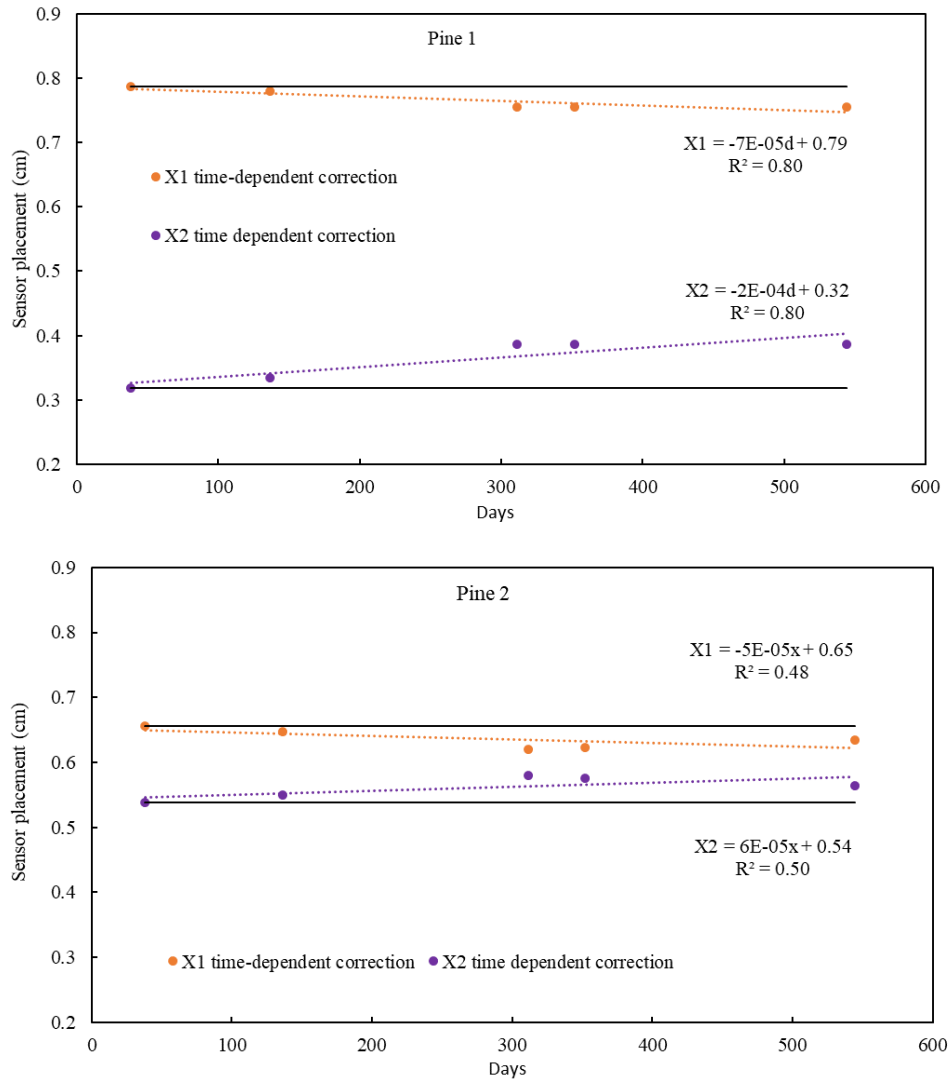 0.9
Pine 1
0.8
X1 = -7E-05d + 0.79
R² = 0.80
0.7
X1 time-dependent correction
0.6
X2 time dependent correction
0.5
X2 = -2E-04d + 0.32
R² = 0.80
0.4
0.3
0.2
Sensor placement (cm)
0 100 200 300 400 500 600
Days
0.9
Pine 2
0.8
X1 = -5E-05x + 0.65
R² = 0.48
0.7
0.6
0.5
X2 = 6E-05x + 0.54
R² = 0.50
0.4
0.3
X1 time-dependent correction X2 time dependent correction
0.2
Sensor placement (cm)
0 100 200 300 400 500 600
Days